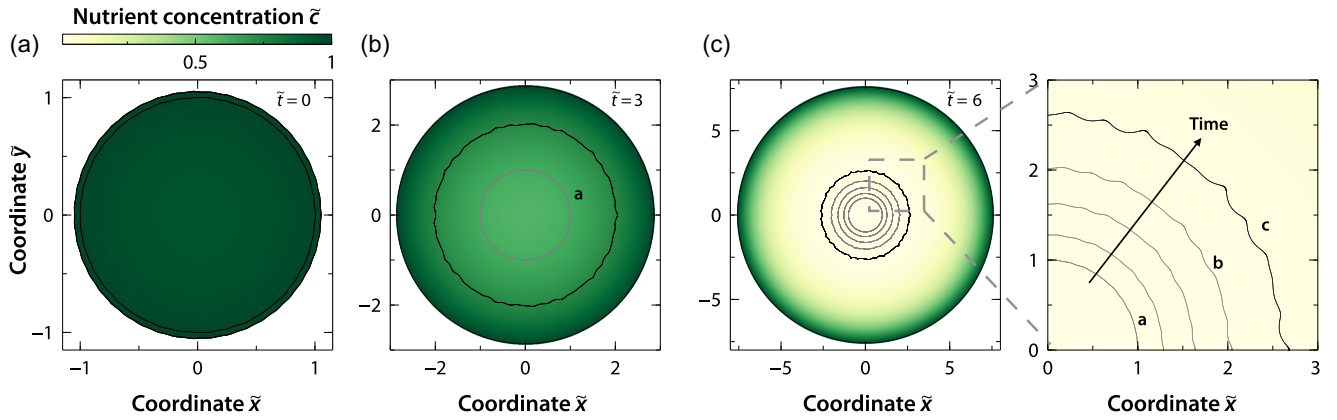 Nutrient concentration c̃
0.5
1
(a)
(b)
(c)
t̃ = 0
t̃ = 3
t̃ = 6
Coordinate ỹ
1
0
−1
−1
0
1
Coordinate x̃
2
0
−2
−2
0
2
a
Coordinate x̃
5
0
−5
−5
0
5
Coordinate x̃
3
2
1
0
0
1
2
3
Time
a
b
c
Coordinate x̃